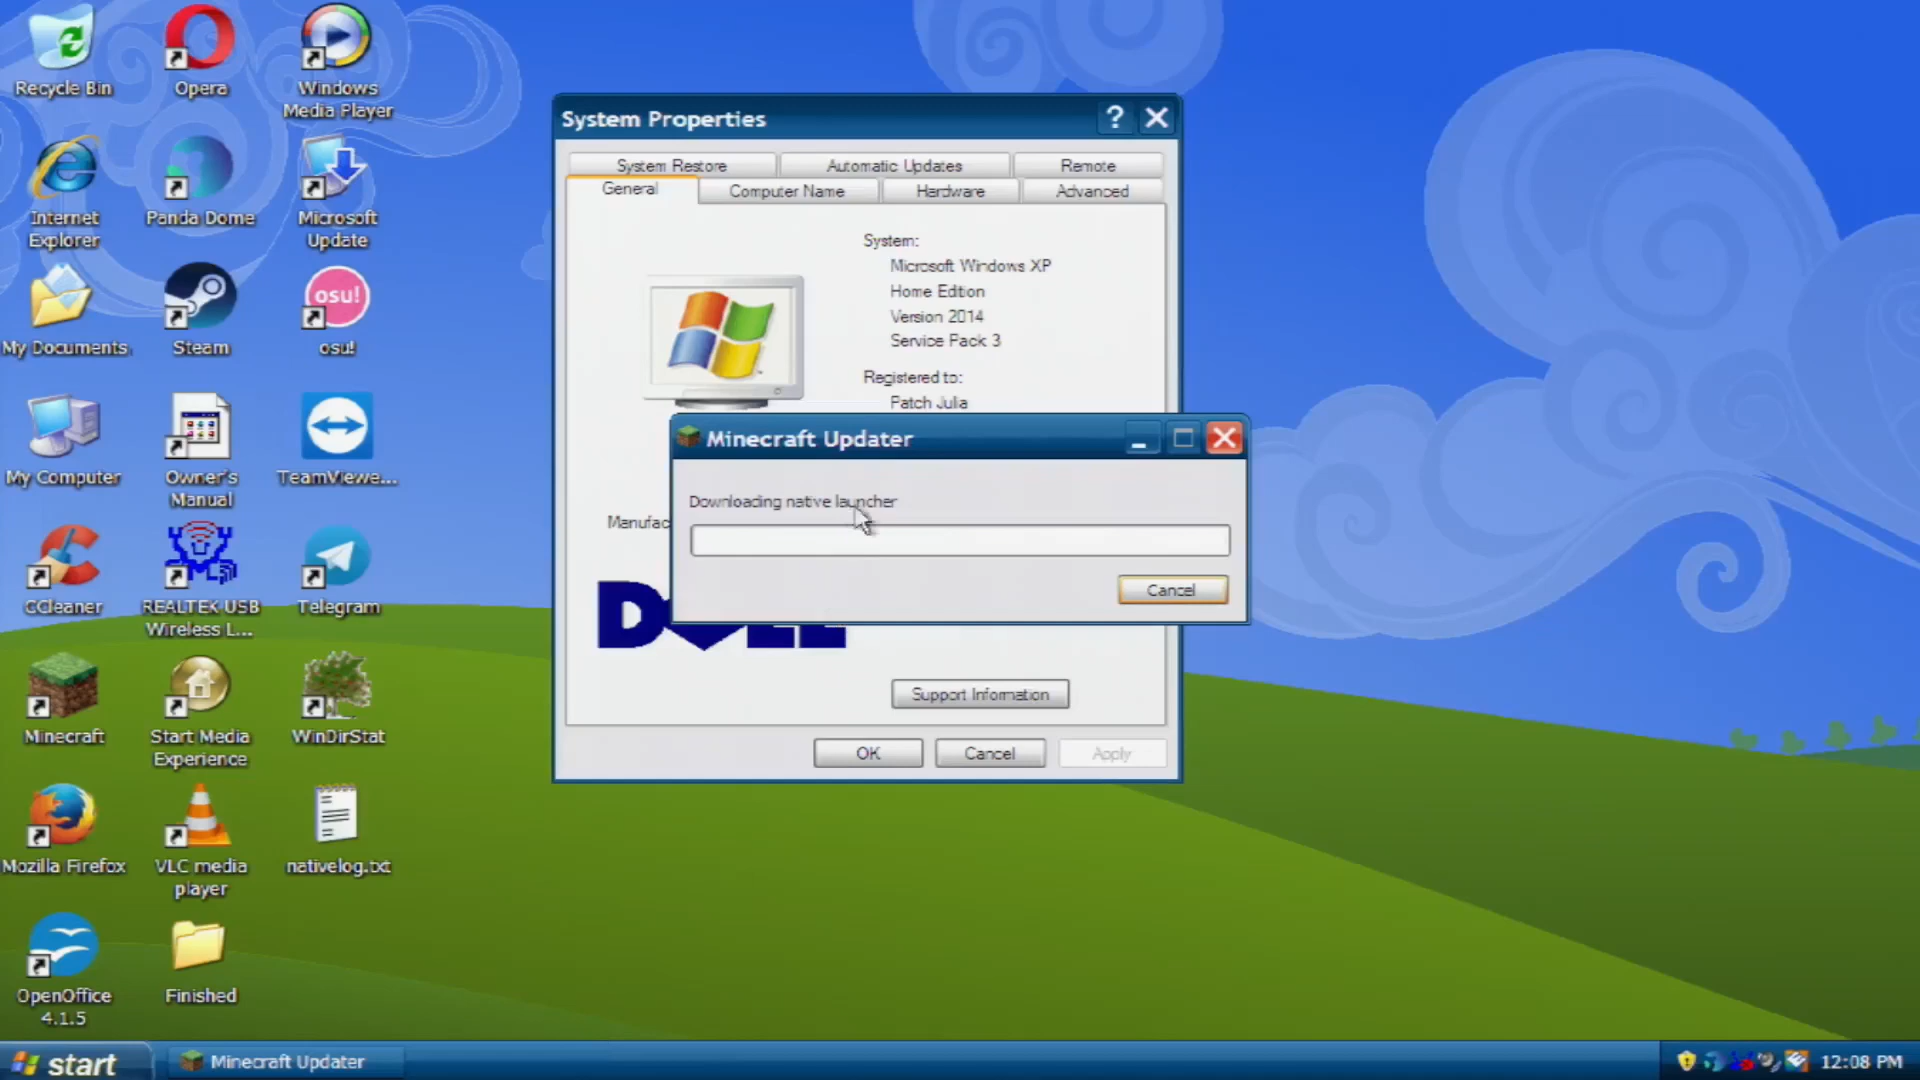 Recycle Bin
Opera
Windows
Media Player
Internet
Explorer
Panda Dome
Microsoft
Update
My Documents
Steam
osu!
osu!
My Computer
Owner's
Manual
TeamViewe...
CCleaner
REALTEK USB
Wireless L...
Telegram
Minecraft
Start Media
Experience
WinDirStat
Mozilla Firefox
VLC media
player
nativelog.txt
OpenOffice
4.1.5
Finished
System Properties
System Restore
Automatic Updates
Remote
General
Computer Name
Hardware
Advanced
System:
Microsoft Windows XP
Home Edition
Version 2014
Service Pack 3
Registered to:
Patch Julia
Manufac
Minecraft Updater
Downloading native launcher
Cancel
DELL
Support Information
OK
Cancel
Apply
start
Minecraft Updater
12:08 PM